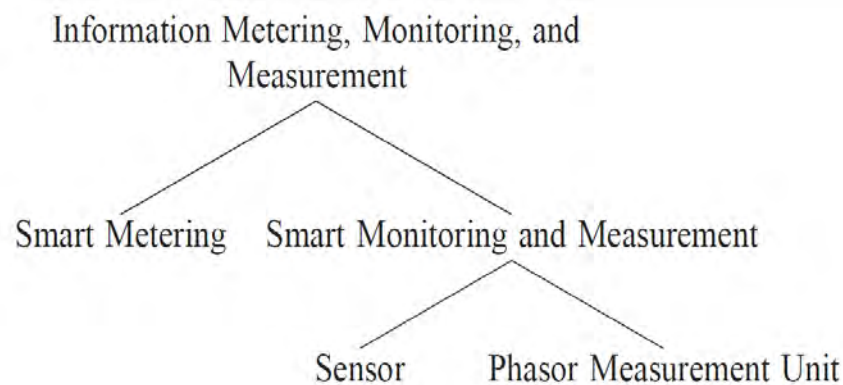 Information Metering, Monitoring, and
Measurement
Smart Metering
Smart Monitoring and Measurement
Sensor
Phasor Measurement Unit